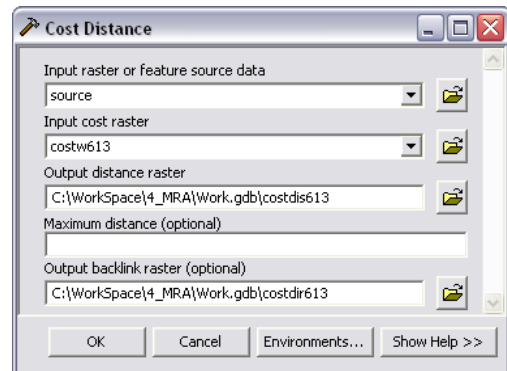 Cost Distance
Input raster or feature source data
source
Input cost raster
costw613
Output distance raster
C:\WorkSpace\4_MRA\Work.gdb\costdis613
Maximum distance (optional)
Output backlink raster (optional)
C:\WorkSpace\4_MRA\Work.gdb\costdir613
OK Cancel Environments... Show Help >>